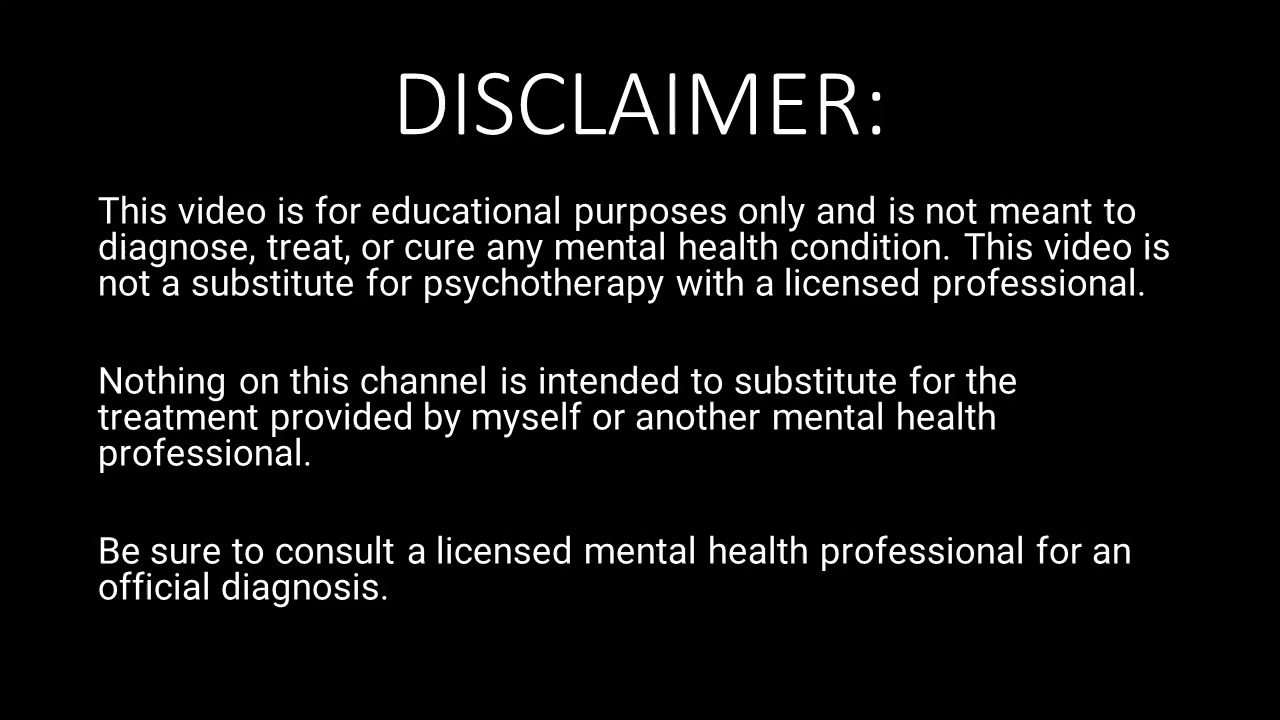 DISCLAIMER:
This video is for educational purposes only and is not meant to
diagnose, treat, or cure any mental health condition. This video is
not a substitute for psychotherapy with a licensed professional.
Nothing on this channel is intended to substitute for the
treatment provided by myself or another mental health
professional.
Be sure to consult a licensed mental health professional for an
official diagnosis.